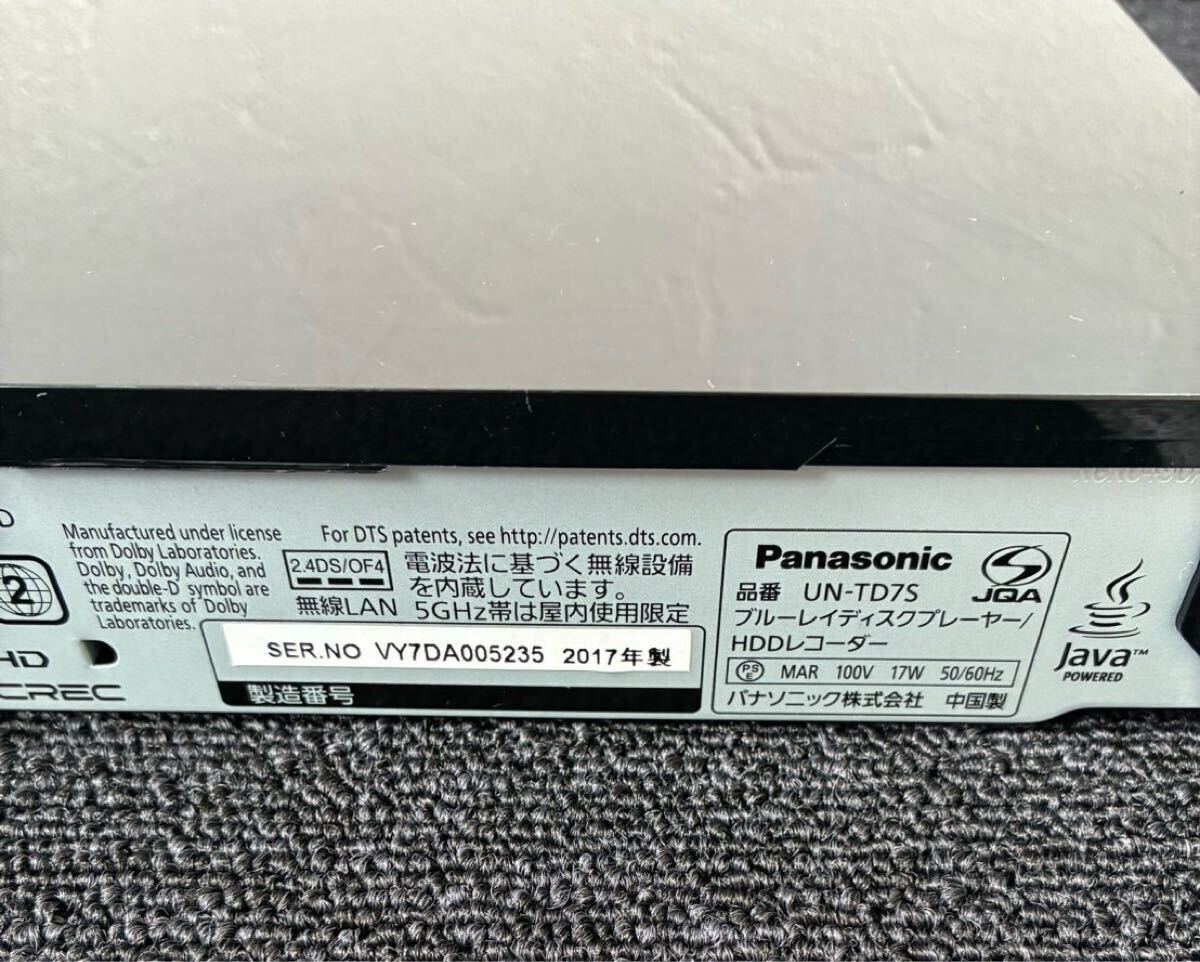 Manufactured under license
from Dolby Laboratories.
Dolby, Dolby Audio, and
the double-D symbol are
trademarks of Dolby
Laboratories.
2
HD
CREC
For DTS patents, see http://patents.dts.com.
2.4DS/OF4
無線LAN
電波法に基づく無線設備
を内蔵しています。
5GHz帯は屋内使用限定
SER.NO VY7DA005235 2017年製
製造番号
Panasonic
JQA
品番 UN-TD7S
ブルーレイディスクプレーヤー/
HDDレコーダー
PSE MAR 100V 17W 50/60Hz
パナソニック株式会社 中国製
Java™
POWERED